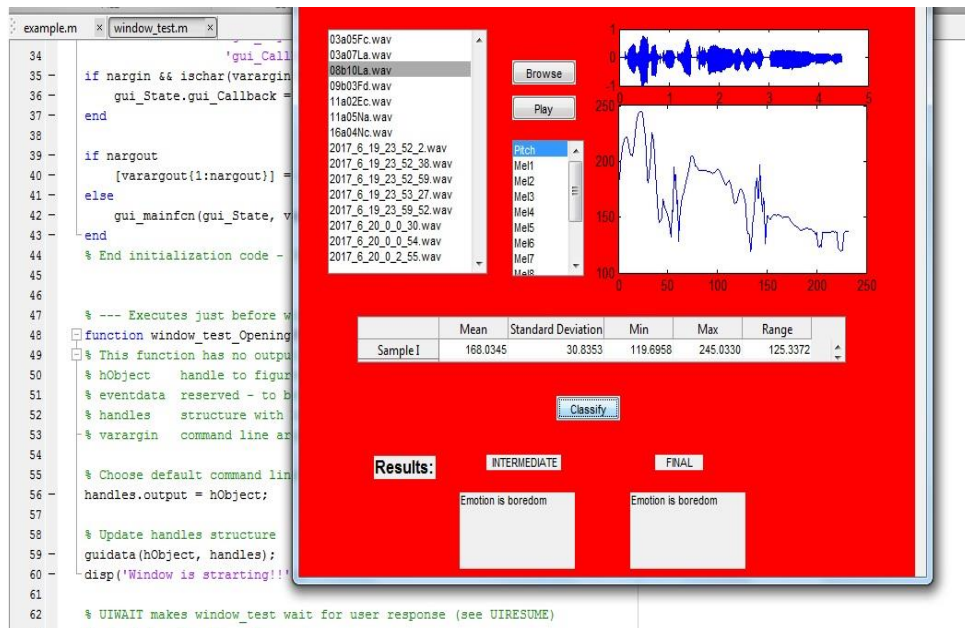 example.m × window_test.m ×
34 'gui_Call
35 – if nargin && ischar(varargin
36 – gui_State.gui_Callback =
37 – end
38
39 – if nargout
40 – [varargout{1:nargout}] =
41 – else
42 – gui_mainfcn(gui_State, v
43 – end
44 % End initialization code –
45
46
47 % --- Executes just before w
48 function window_test_Opening
49 % This function has no outpu
50 % hObject handle to figur
51 % eventdata reserved - to b
52 % handles structure with
53 % varargin command line ar
54
55 % Choose default command lin
56 – handles.output = hObject;
57
58 % Update handles structure
59 – guidata(hObject, handles);
60 – disp('Window is strarting!!'
61
62 % UIWAIT makes window_test wait for user response (see UIRESUME)
03a05Fc.wav
03a07La.wav
08b10La.wav
09b03Fd.wav
11a02Ec.wav
11a05Na.wav
16a04Nc.wav
2017_6_19_23_52_2.wav
2017_6_19_23_52_38.wav
2017_6_19_23_52_59.wav
2017_6_19_23_53_27.wav
2017_6_19_23_59_52.wav
2017_6_20_0_0_30.wav
2017_6_20_0_0_54.wav
2017_6_20_0_2_55.wav
Browse
Play
Pitch
Mel1
Mel2
Mel3
Mel4
Mel5
Mel6
Mel7
Mel8
1
0
-1
0 1 2 3 4 5
250
200
150
100
0 50 100 150 200 250
Mean Standard Deviation Min Max Range
Sample I 168.0345 30.8353 119.6958 245.0330 125.3372
Classify
Results: INTERMEDIATE FINAL
Emotion is boredom Emotion is boredom